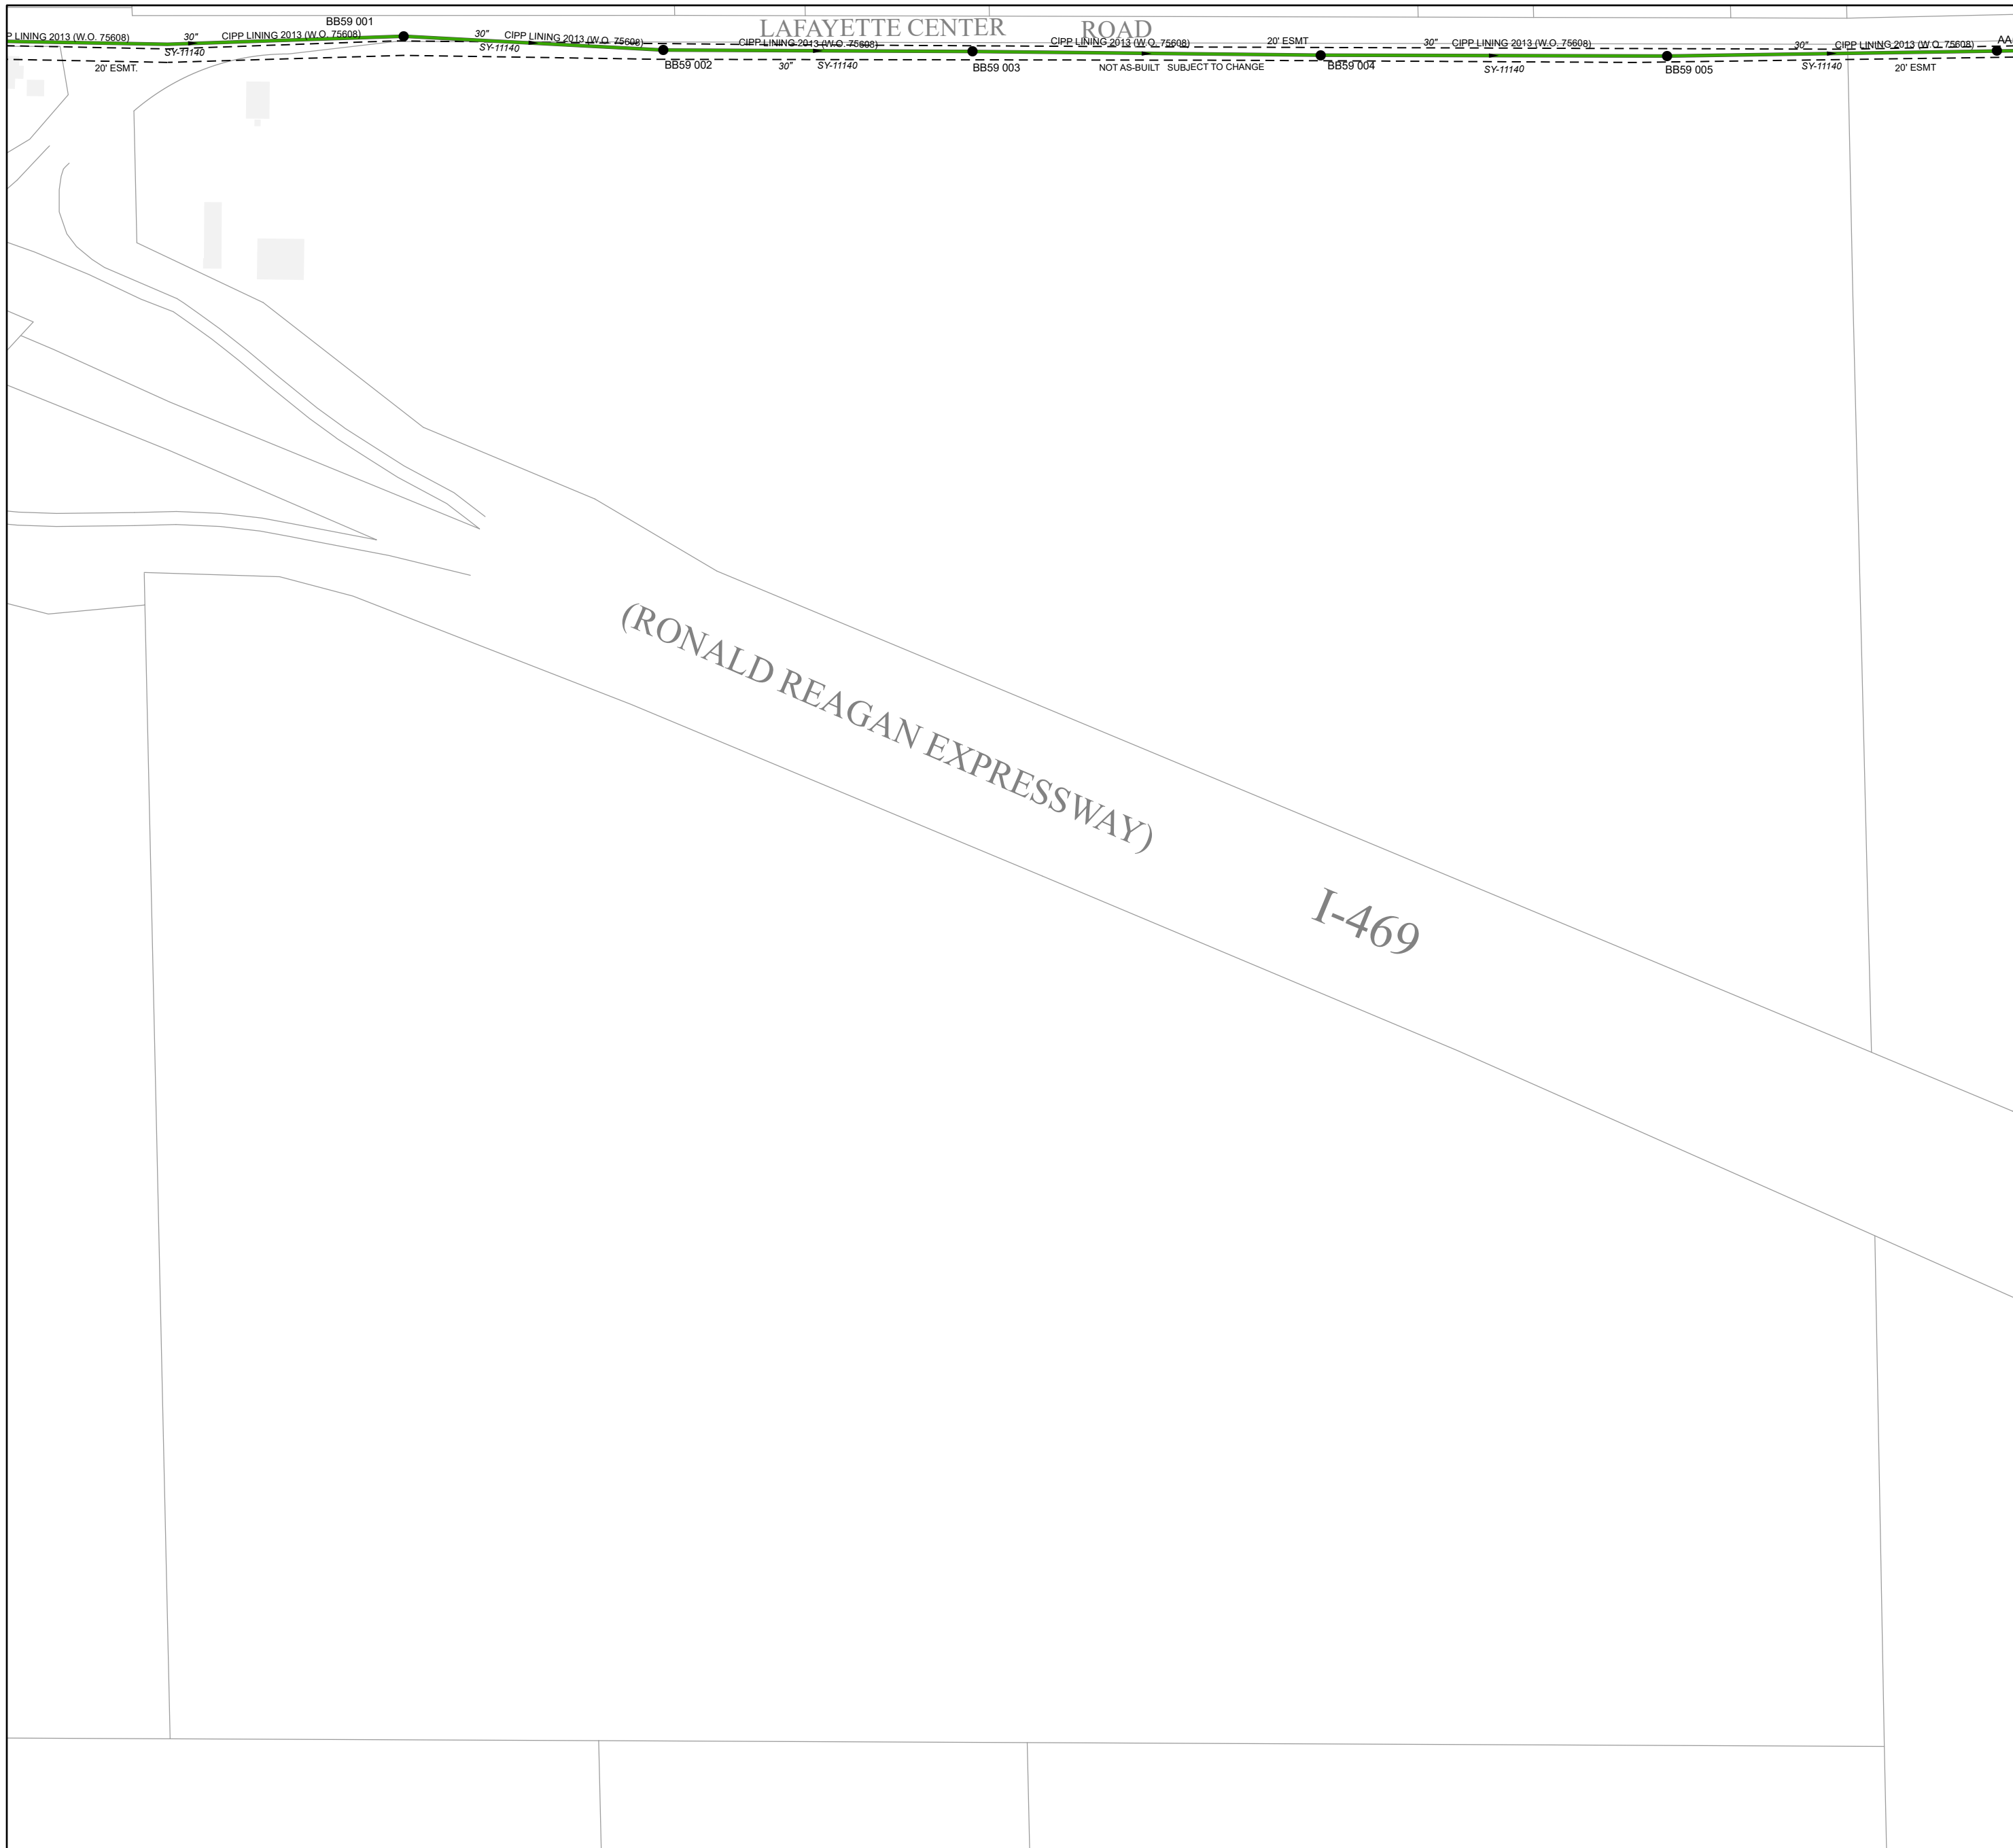 BB59 001
LAFAYETTE CENTER ROAD
P LINING 2013 (W.O. 75608)
30"
CIPP LINING 2013 (W.O. 75608)
30"
CIPP LINING 2013 (W.O. 75608)
CIPP LINING 2013 (W.O. 75608)
CIPP LINING 2013 (W.O. 75608)
20' ESMT
30"
CIPP LINING 2013 (W.O. 75608)
30"
CIPP LINING 2013 (W.O. 75608)
AA
20' ESMT.
SY-11140
SY-11140
BB59 002
30"
SY-11140
BB59 003
NOT AS-BUILT SUBJECT TO CHANGE
BB59 004
SY-11140
BB59 005
SY-11140
20' ESMT
(RONALD REAGAN EXPRESSWAY)
I-469